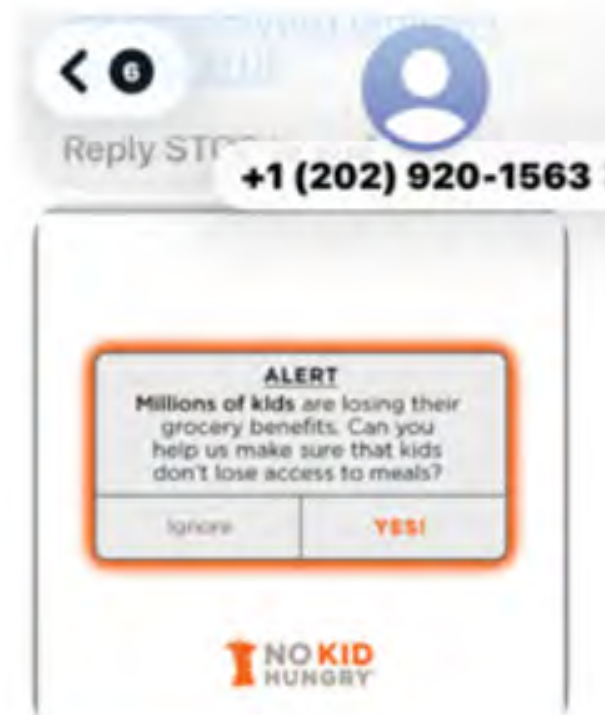 6
Reply
+1 (202) 920-1563
ALERT
Millions of kids are losing their
grocery benefits. Can you
help us make sure that kids
don't lose access to meals?
Ignore
YES!
NO KID
HUNGRY